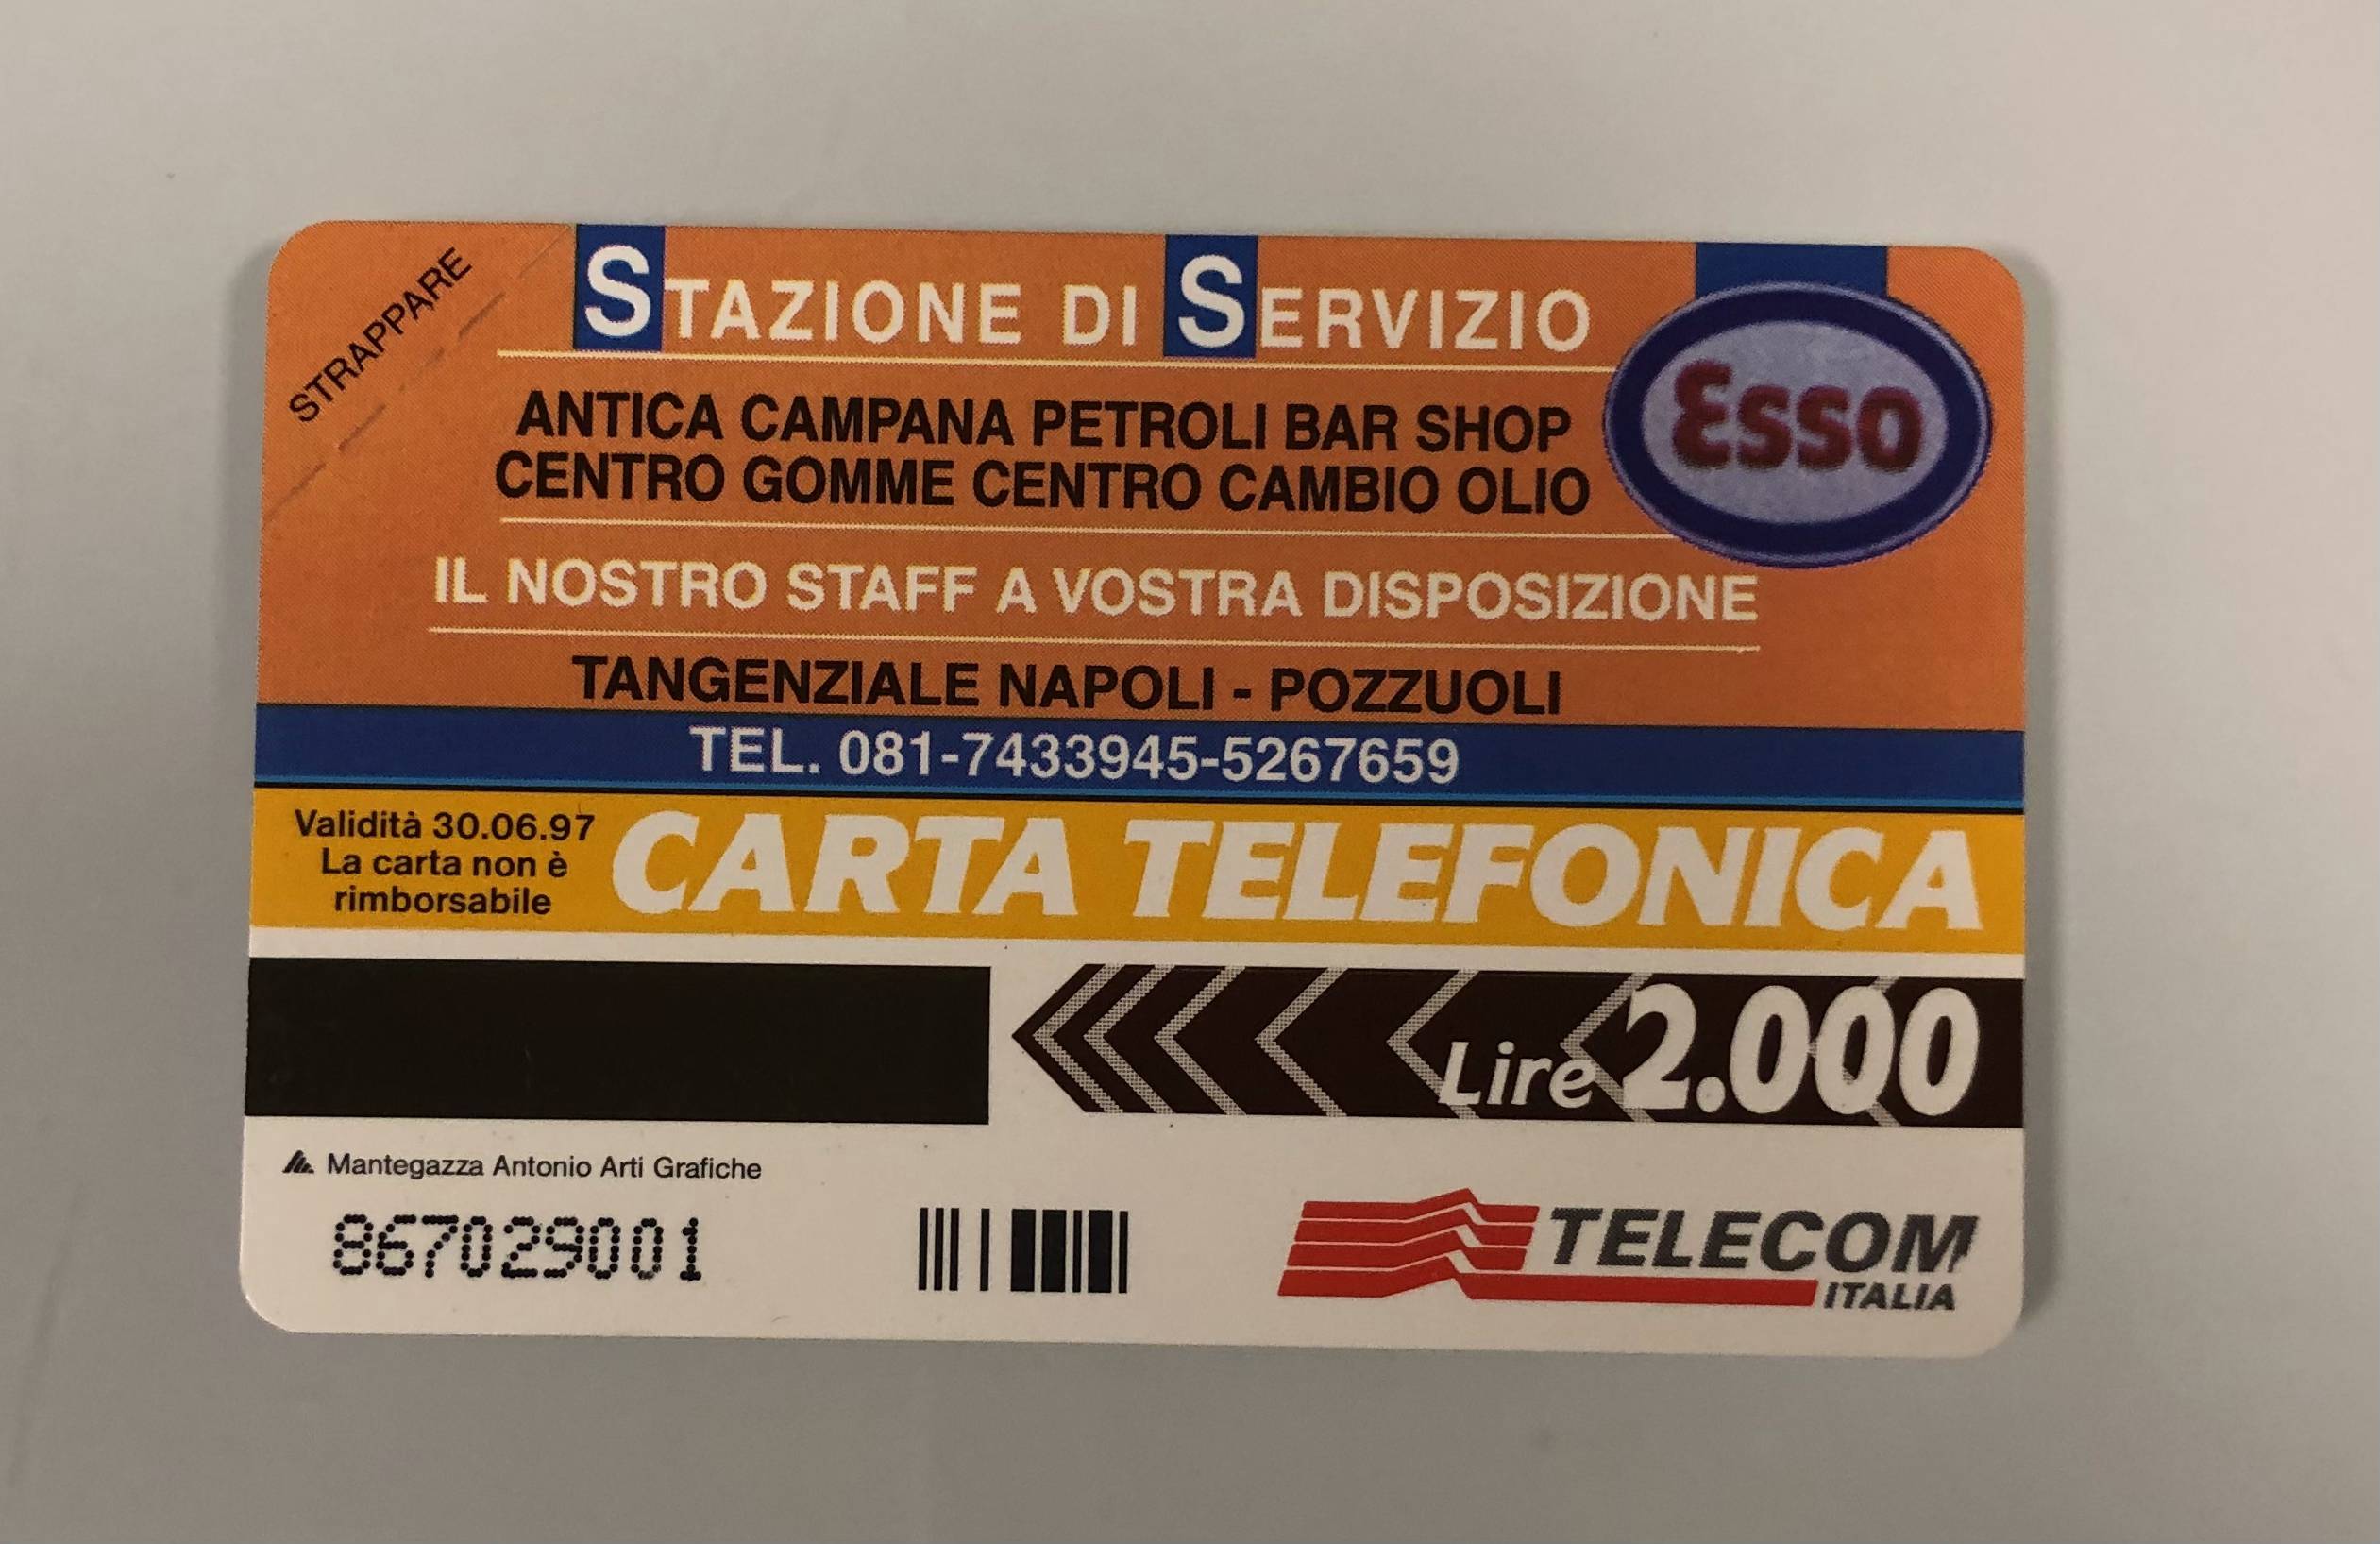 STRAPPARE
STAZIONE DI SERVIZIO
Esso
ANTICA CAMPANA PETROLI BAR SHOP
CENTRO GOMME CENTRO CAMBIO OLIO
IL NOSTRO STAFF A VOSTRA DISPOSIZIONE
TANGENZIALE NAPOLI - POZZUOLI
TEL. 081-7433945-5267659
Validità 30.06.97
La carta non è
rimborsabile
CARTA TELEFONICA
Lire 2.000
Mantegazza Antonio Arti Grafiche
867029001
TELECOM
ITALIA